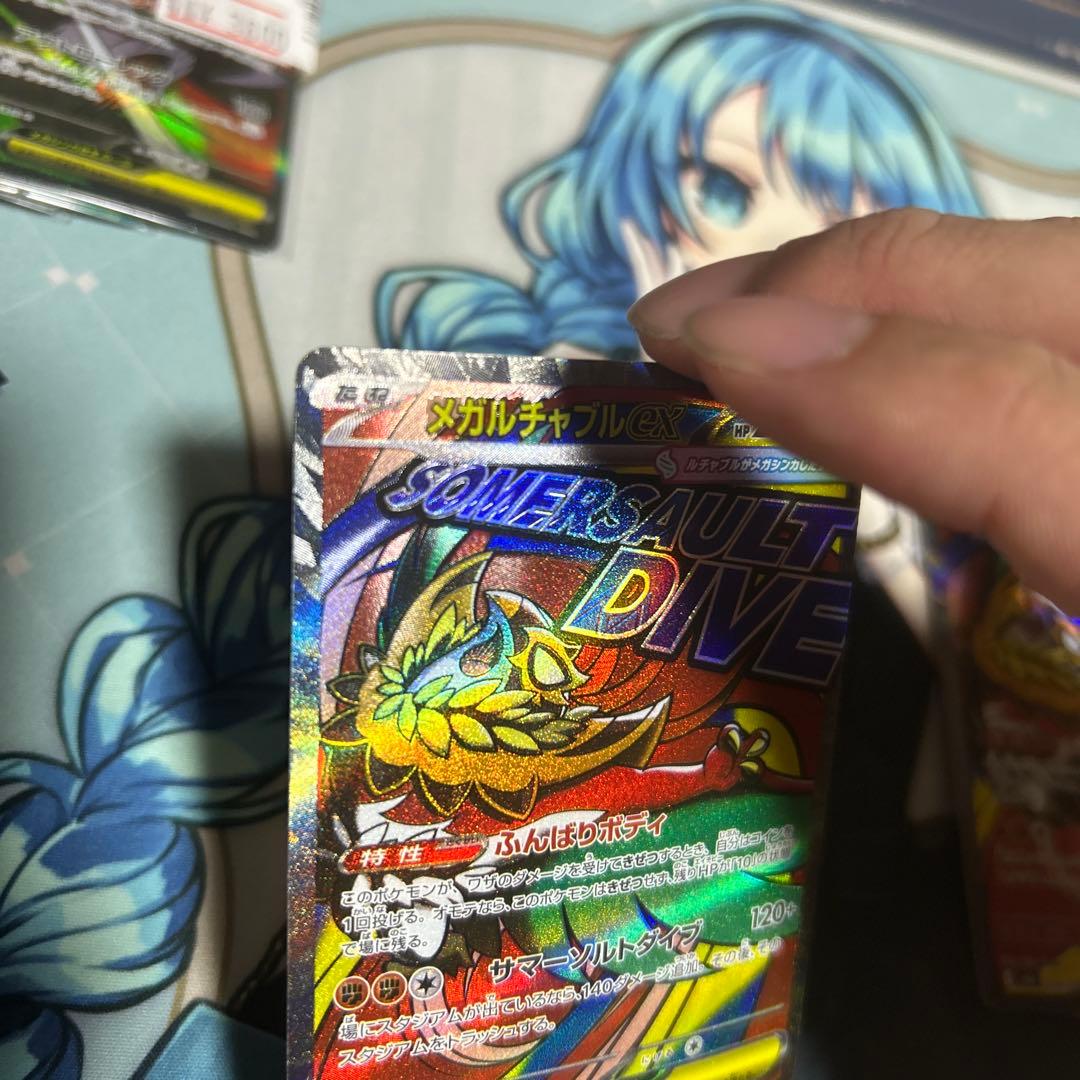 たね
メガルチャブルex
HP
ルチャブルがメガシンカした
SOMERSAULT
DIVE
特性
ふんばりボディ
このポケモンが、ワザのダメージを受けてきぜつするとき、自分はコインを
1回投げる。オモテなら、このポケモンはきぜつせず、残りHPが「10」の状態
で場に残る。
サマーソルトダイブ 120+
場にスタジアムが出ているなら、140ダメージ追加。その後、その
スタジアムをトラッシュする。
にげる